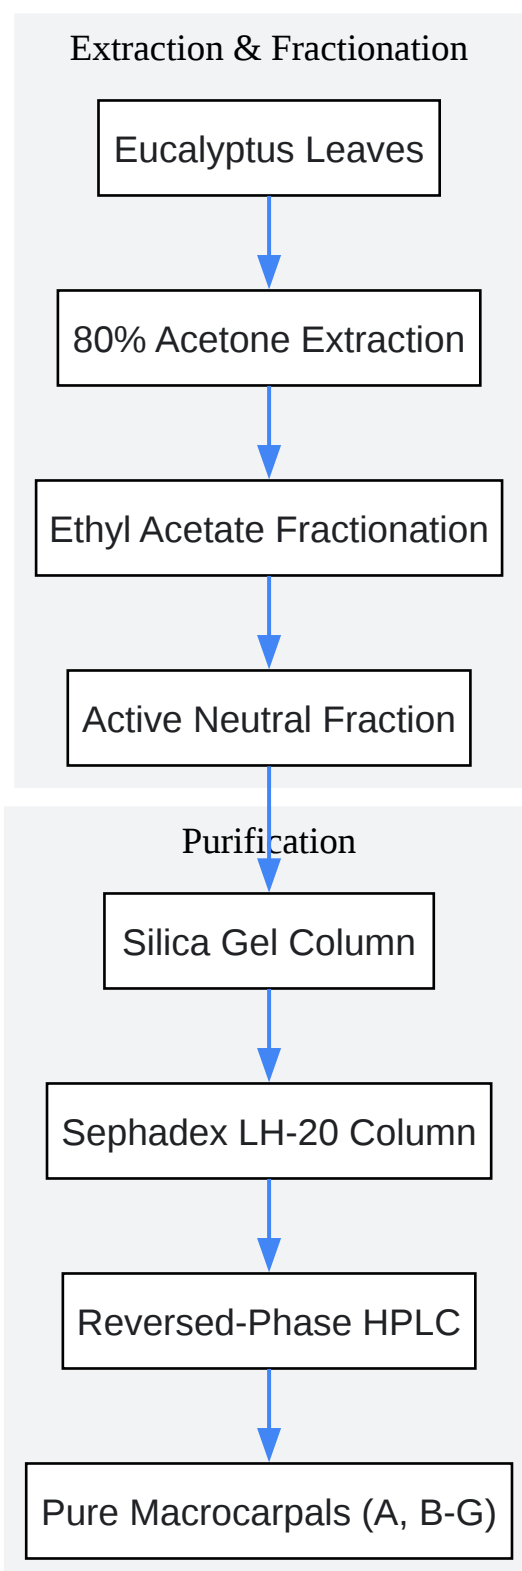 Extraction & Fractionation
Eucalyptus Leaves
80% Acetone Extraction
Ethyl Acetate Fractionation
Active Neutral Fraction
Purification
Silica Gel Column
Sephadex LH-20 Column
Reversed-Phase HPLC
Pure Macrocarpals (A, B-G)